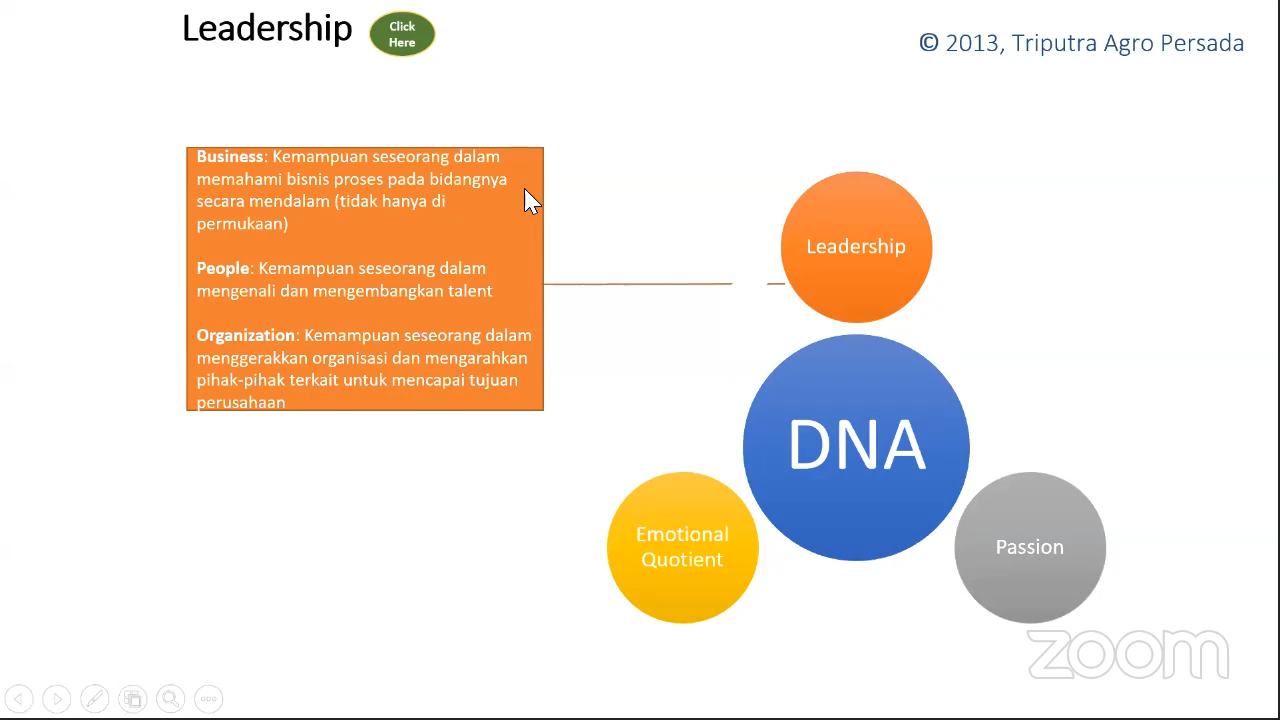 Leadership
Click
Here
© 2013, Triputra Agro Persada
Business: Kemampuan seseorang dalam
memahami bisnis proses pada bidangnya
secara mendalam (tidak hanya di
permukaan)
People: Kemampuan seseorang dalam
mengenali dan mengembangkan talent
Organization: Kemampuan seseorang dalam
menggerakkan organisasi dan mengarahkan
pihak-pihak terkait untuk mencapai tujuan
perusahaan
Leadership
DNA
Emotional
Quotient
Passion
zoom